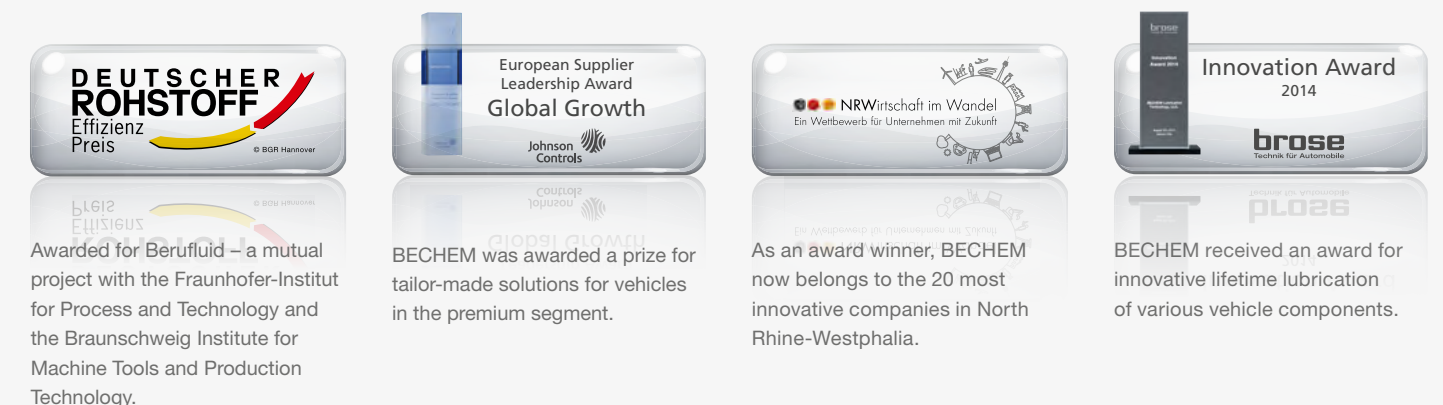 DEUTSCHER
ROHSTOFF
Effizienz
Preis
© BGR Hannover
Awarded for Berufluid – a mutual
project with the Fraunhofer-Institut
for Process and Technology and
the Braunschweig Institute for
Machine Tools and Production
Technology.
European Supplier
Leadership Award
Global Growth
Johnson
Controls
BECHEM was awarded a prize for
tailor-made solutions for vehicles
in the premium segment.
NRWirtschaft im Wandel
Ein Wettbewerb für Unternehmen mit Zukunft
As an award winner, BECHEM
now belongs to the 20 most
innovative companies in North
Rhine-Westphalia.
brose
Innovation
Award 2014
Innovation Award
2014
brose
Technik für Automobile
BECHEM received an award for
innovative lifetime lubrication
of various vehicle components.